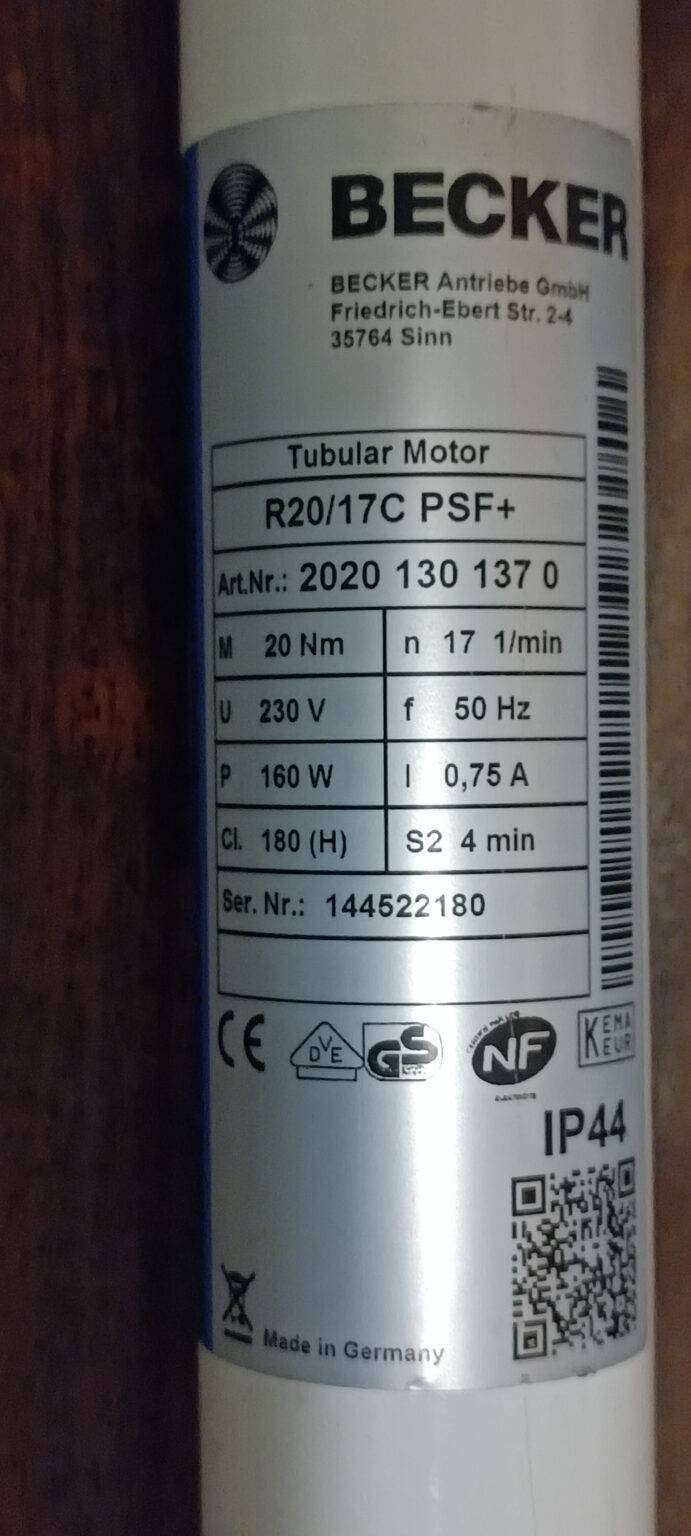 BECKER
BECKER Antriebe GmbH
Friedrich-Ebert Str. 2-4
35764 Sinn
Tubular Motor
R20/17C PSF+
Art.Nr.: 2020 130 137 0
M 20 Nm n 17 1/min
U 230 V f 50 Hz
P 160 W I 0,75 A
Cl. 180 (H) S2 4 min
Ser. Nr.: 144522180
CE
DVE
GS
NF
KEMA
KEUR
IP44
Made in Germany